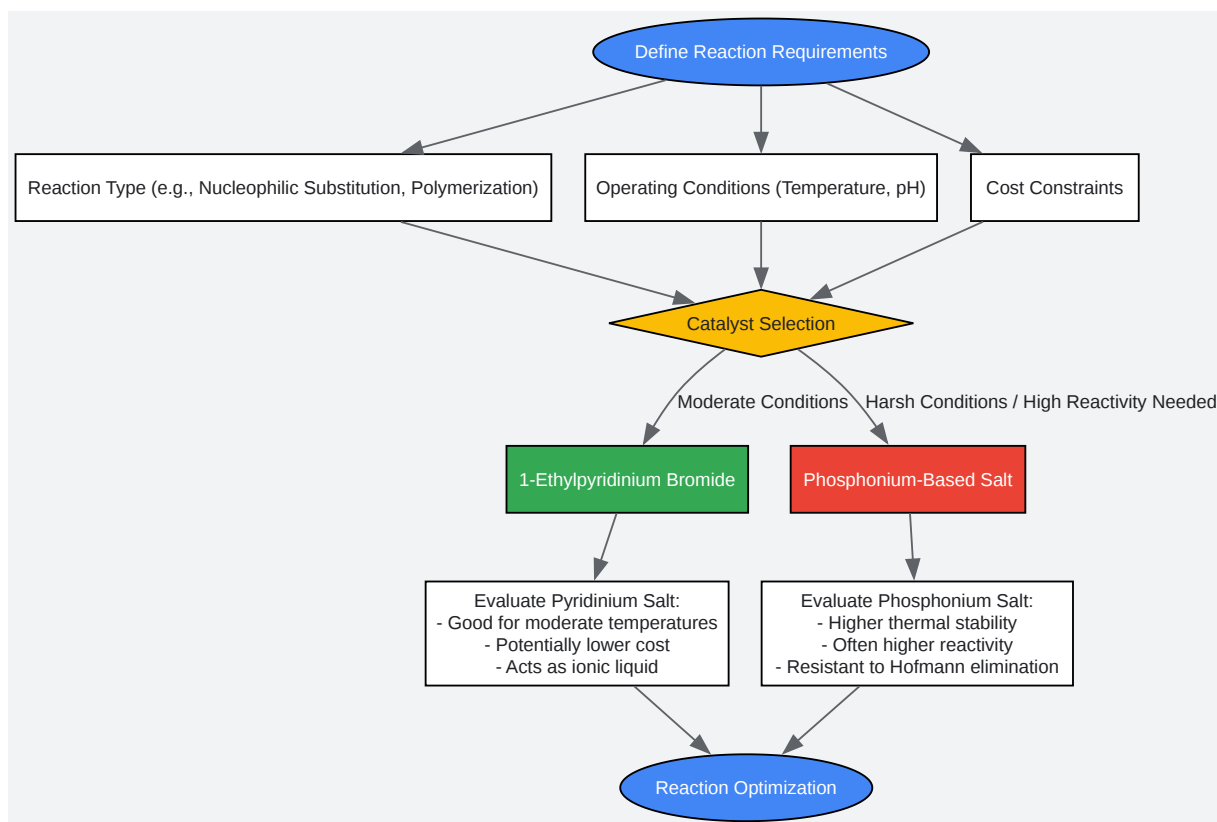 Define Reaction Requirements
Reaction Type (e.g., Nucleophilic Substitution, Polymerization)
Operating Conditions (Temperature, pH)
Cost Constraints
Catalyst Selection
Moderate Conditions
Harsh Conditions / High Reactivity Needed
1-Ethylpyridinium Bromide
Phosphonium-Based Salt
Evaluate Pyridinium Salt:
- Good for moderate temperatures
- Potentially lower cost
- Acts as ionic liquid
Evaluate Phosphonium Salt:
- Higher thermal stability
- Often higher reactivity
- Resistant to Hofmann elimination
Reaction Optimization